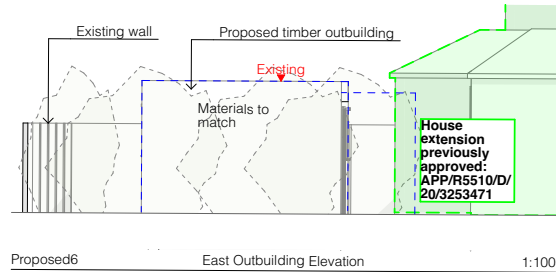 Existing wall
Proposed timber outbuilding
Existing
Materials to
match
House
extension
previously
approved:
APP/R5510/D/
20/3253471
Proposed6
East Outbuilding Elevation
1:100